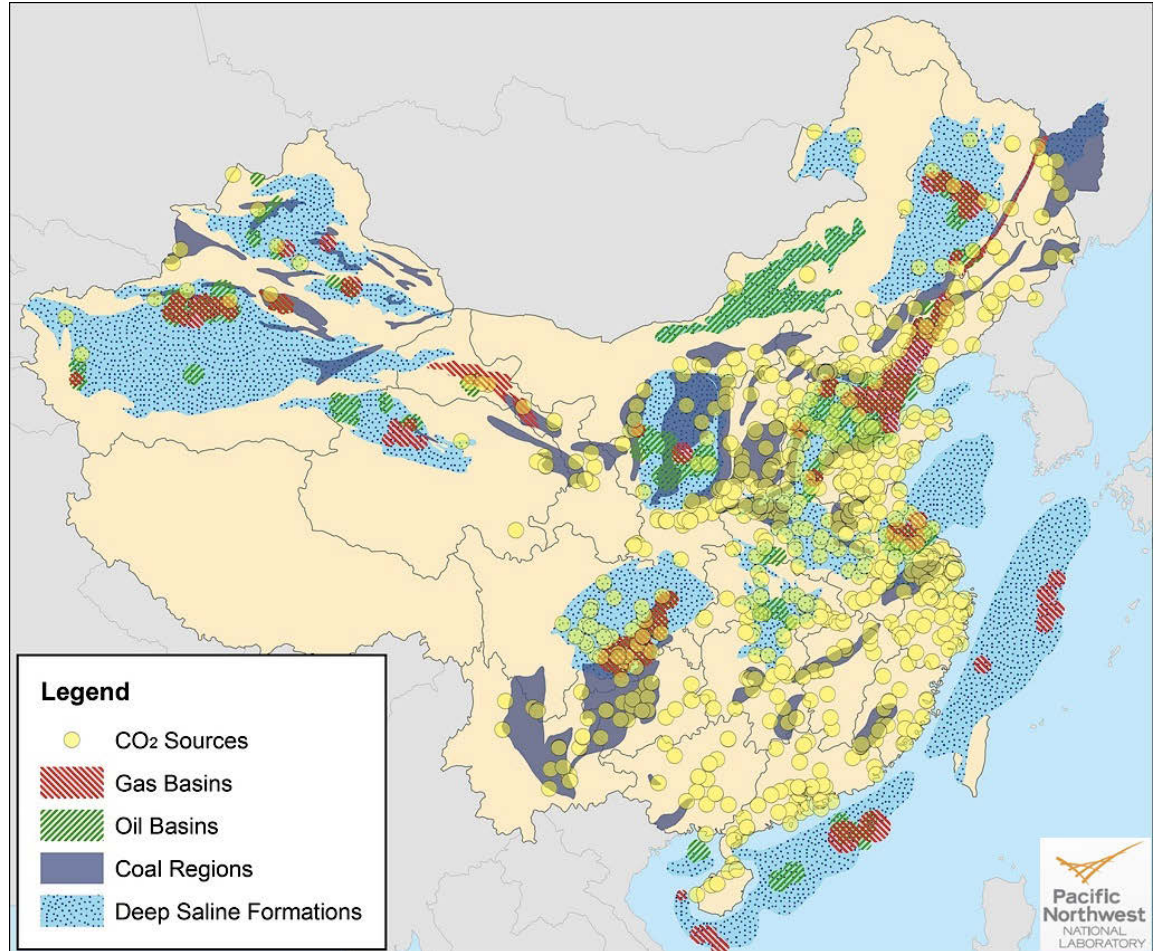 Legend
CO₂ Sources
Gas Basins
Oil Basins
Coal Regions
Deep Saline Formations
Pacific
Northwest
NATIONAL
LABORATORY